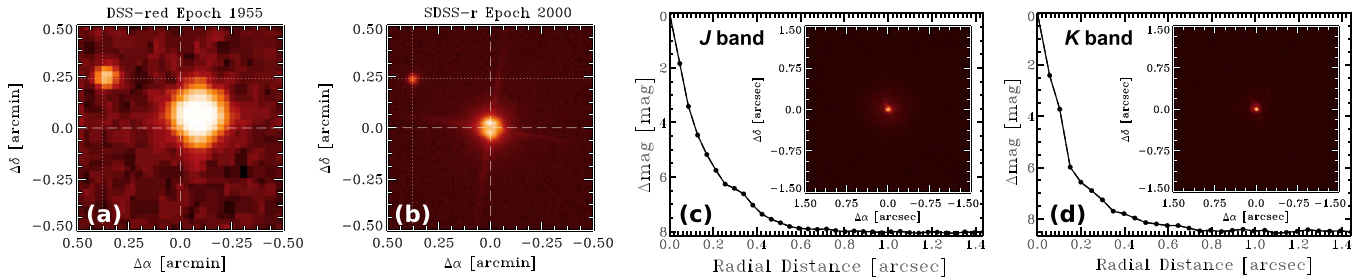 DSS-red Epoch 1955
0.50
0.25
0.0
−0.25
−0.50
Δδ [arcmin]
(a)
0.50 0.25 0.0 −0.25 −0.50
Δα [arcmin]
SDSS-r Epoch 2000
0.50
0.25
0.0
−0.25
−0.50
Δδ [arcmin]
(b)
0.50 0.25 0.0 −0.25 −0.50
Δα [arcmin]
0
2
4
6
8
Δmag [mag]
J band
1.50
0.75
0.0
−0.75
−1.50
Δδ [arcsec]
1.50 0.75 0.0 −0.75 −1.50
Δα [arcsec]
(c)
0.0 0.2 0.4 0.6 0.8 1.0 1.2 1.4
Radial Distance [arcsec]
0
2
4
6
8
Δmag [mag]
K band
1.50
0.75
0.0
−0.75
−1.50
Δδ [arcsec]
1.50 0.75 0.0 −0.75 −1.50
Δα [arcsec]
(d)
0.0 0.2 0.4 0.6 0.8 1.0 1.2 1.4
Radial Distance [arcsec]